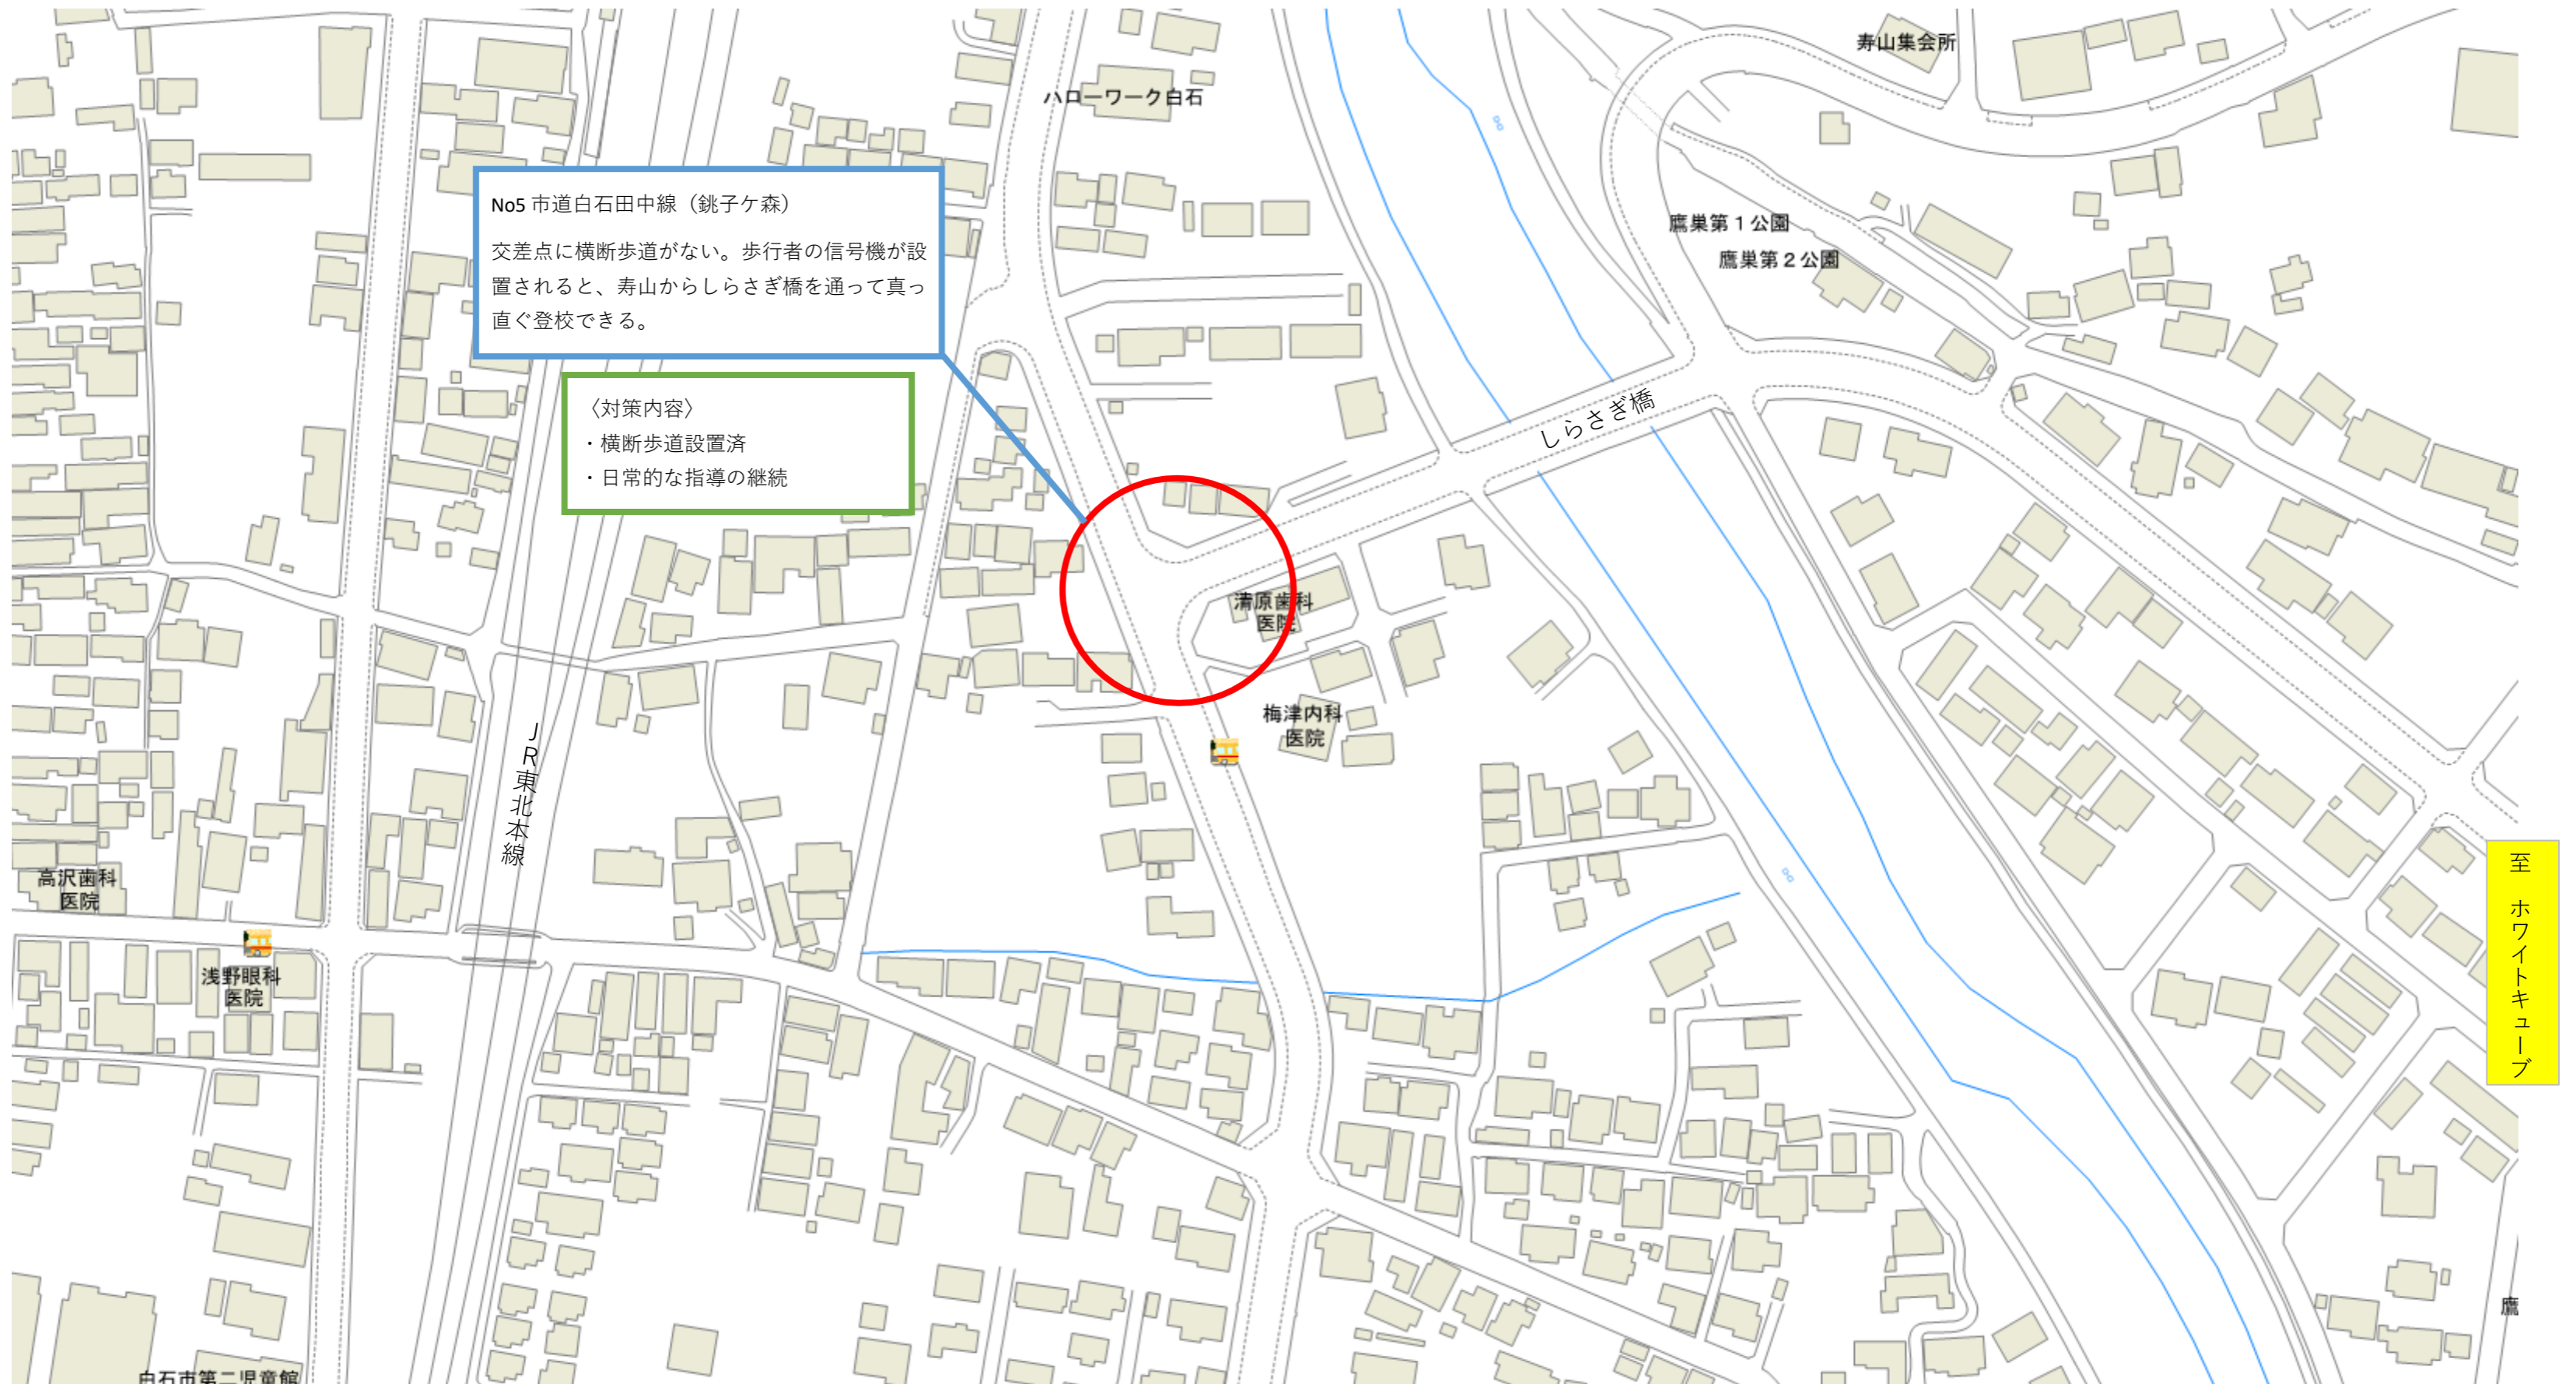 寿山集会所
ハローワーク白石
No5 市道白石田中線（銚子ケ森）
交差点に横断歩道がない。歩行者の信号機が設
置されると、寿山からしらさぎ橋を通って真っ
直ぐ登校できる。
鷹巣第１公園
鷹巣第２公園
〈対策内容〉
・横断歩道設置済
・日常的な指導の継続
しらさぎ橋
清原歯科
医院
梅津内科
医院
ＪＲ東北本線
高沢歯科
医院
浅野眼科
医院
至　ホワイトキューブ
鷹
白石市第二児童館